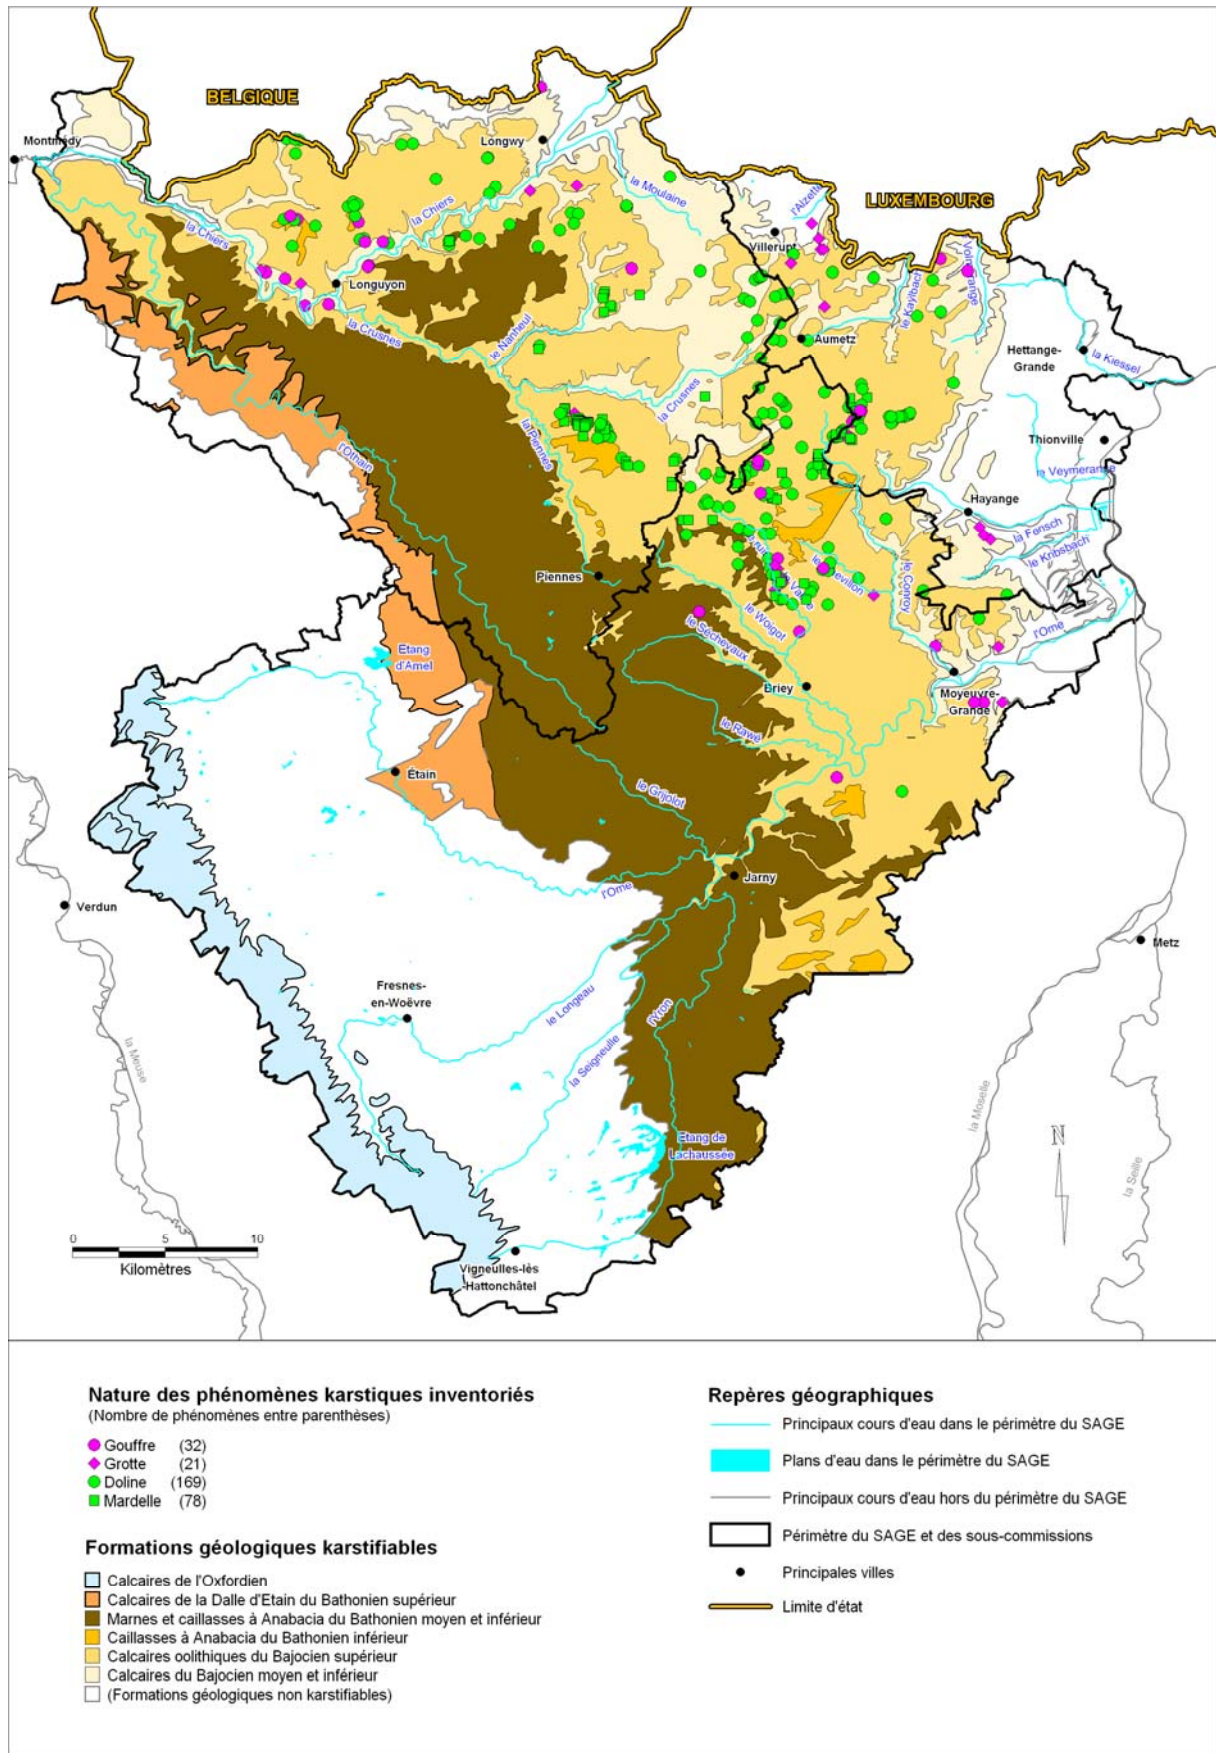 BELGIQUE
Montmédy
Longwy
la Moulaine
la Chiers
la Chiers
l'Alzette
LUXEMBOURG
Villerupt
Volmerange
le Kaylbach
Longuyon
la Crusnes
le Nanheul
Aumetz
Hettange-
Grande
la Kiessel
la Crusnes
la Piennes
l'Othain
Thionville
le Veymerange
Hayange
la Fensch
le Kribsbach
le Conroy
Piennes
le Woigot
le Séchevaux
l'Orne
Etang
d'Amel
Briey
Moyeuvre-
Grande
le Rawé
Étain
le Grijolot
Jarny
l'Orne
Verdun
Metz
Fresnes-
en-Woëvre
le Longeau
l'Yron
la Seigneulle
la Meuse
la Moselle
la Seille
Etang de
Lachaussée
N
0 5 10
Kilomètres
Vigneulles-lès
-Hattonchâtel
Nature des phénomènes karstiques inventoriés
(Nombre de phénomènes entre parenthèses)
Gouffre (32)
Grotte (21)
Doline (169)
Mardelle (78)
Formations géologiques karstifiables
Calcaires de l'Oxfordien
Calcaires de la Dalle d'Etain du Bathonien supérieur
Marnes et caillasses à Anabacia du Bathonien moyen et inférieur
Caillasses à Anabacia du Bathonien inférieur
Calcaires oolithiques du Bajocien supérieur
Calcaires du Bajocien moyen et inférieur
(Formations géologiques non karstifiables)
Repères géographiques
Principaux cours d'eau dans le périmètre du SAGE
Plans d'eau dans le périmètre du SAGE
Principaux cours d'eau hors du périmètre du SAGE
Périmètre du SAGE et des sous-commissions
Principales villes
Limite d'état